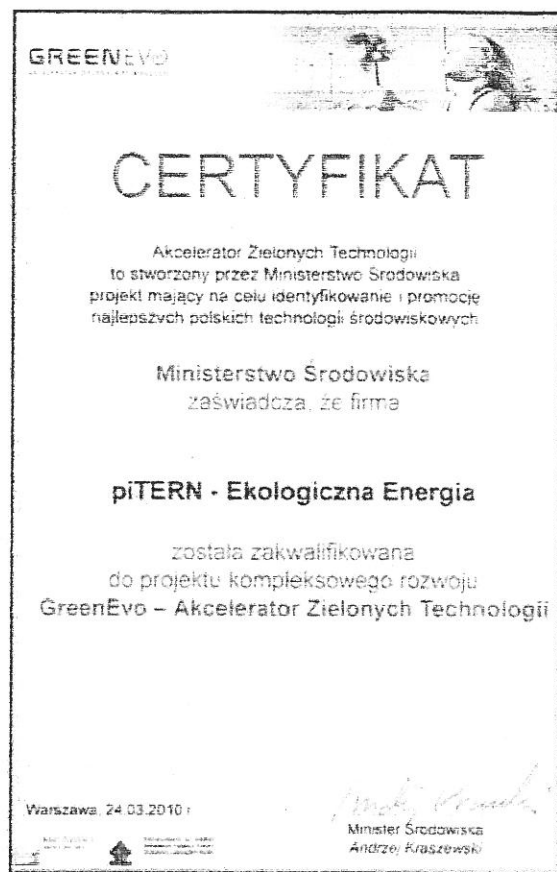 GREENEVO
CERTYFIKAT
Akcelerator Zielonych Technologii
to stworzony przez Ministerstwo Środowiska
projekt mający na celu identyfikowanie i promocję
najlepszych polskich technologii środowiskowych
Ministerstwo Środowiska
zaświadcza, że firma
piTERN - Ekologiczna Energia
została zakwalifikowana
do projektu kompleksowego rozwoju
GreenEvo – Akcelerator Zielonych Technologii
Warszawa, 24.03.2010 r
Minister Środowiska
Andrzej Kraszewski